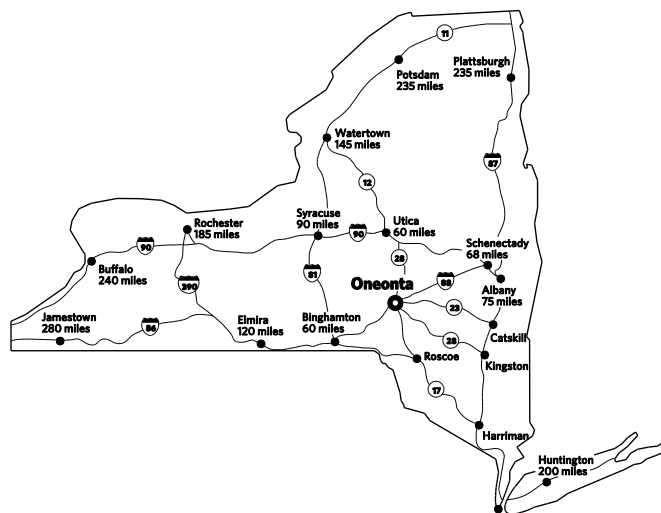 11
Plattsburgh
235 miles
Potsdam
235 miles
Watertown
145 miles
87
12
Rochester
185 miles
Syracuse
90 miles
90
Utica
60 miles
90
28
Schenectady
68 miles
Buffalo
240 miles
390
81
Oneonta
88
Albany
75 miles
Jamestown
280 miles
86
Elmira
120 miles
Binghamton
60 miles
23
Catskill
28
Roscoe
Kingston
17
Harriman
Huntington
200 miles